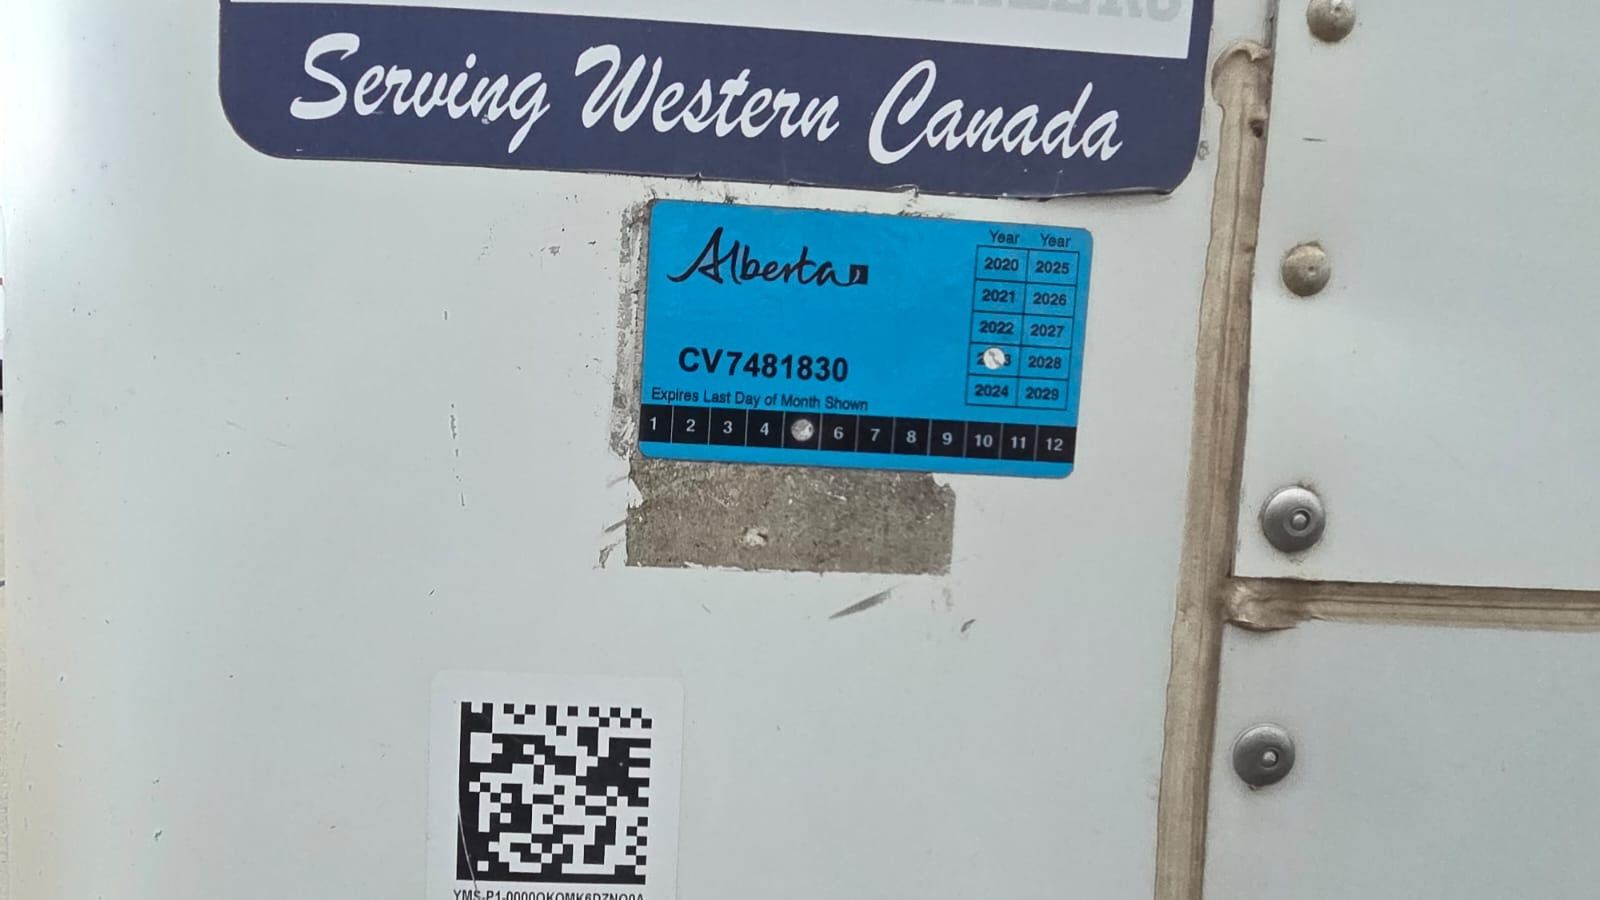 Serving Western Canada
Alberta
Year Year
2020 2025
2021 2026
2022 2027
2028
2024 2029
CV7481830
Expires Last Day of Month Shown
1 2 3 4 6 7 8 9 10 11 12